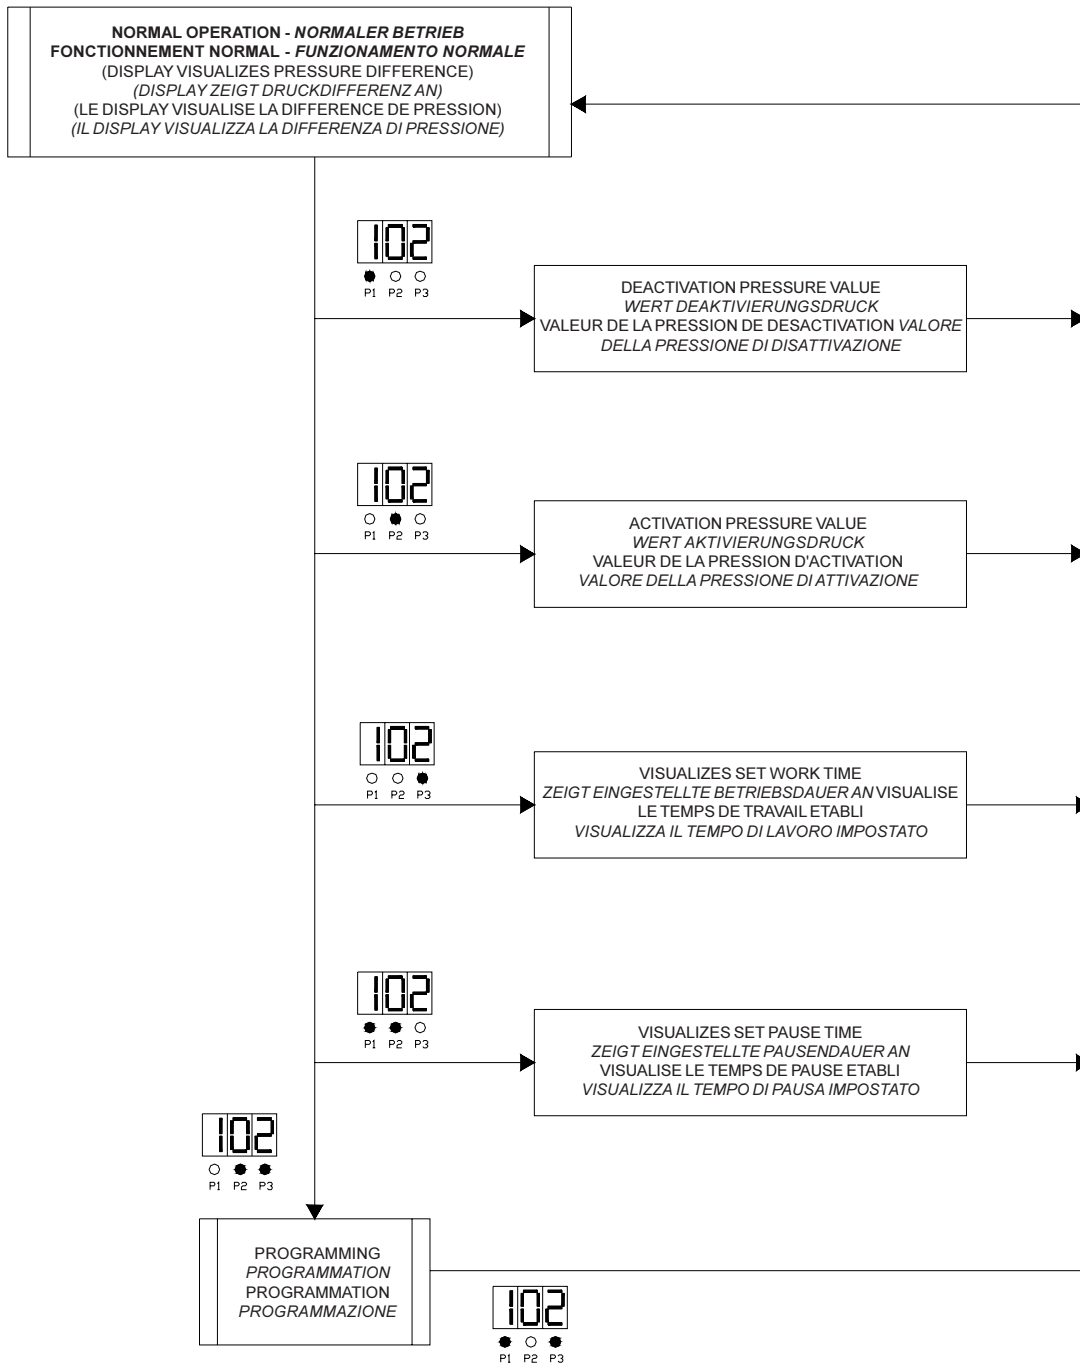 NORMAL OPERATION - NORMALER BETRIEB
FONCTIONNEMENT NORMAL - FUNZIONAMENTO NORMALE
(DISPLAY VISUALIZES PRESSURE DIFFERENCE)
(DISPLAY ZEIGT DRUCKDIFFERENZ AN)
(LE DISPLAY VISUALISE LA DIFFERENCE DE PRESSION)
(IL DISPLAY VISUALIZZA LA DIFFERENZA DI PRESSIONE)
102
P1 P2 P3
DEACTIVATION PRESSURE VALUE
WERT DEAKTIVIERUNGSDRUCK
VALEUR DE LA PRESSION DE DESACTIVATION VALORE
DELLA PRESSIONE DI DISATTIVAZIONE
102
P1 P2 P3
ACTIVATION PRESSURE VALUE
WERT AKTIVIERUNGSDRUCK
VALEUR DE LA PRESSION D'ACTIVATION
VALORE DELLA PRESSIONE DI ATTIVAZIONE
102
P1 P2 P3
VISUALIZES SET WORK TIME
ZEIGT EINGESTELLTE BETRIEBSDAUER AN VISUALISE
LE TEMPS DE TRAVAIL ETABLI
VISUALIZZA IL TEMPO DI LAVORO IMPOSTATO
102
P1 P2 P3
VISUALIZES SET PAUSE TIME
ZEIGT EINGESTELLTE PAUSENDAUER AN
VISUALISE LE TEMPS DE PAUSE ETABLI
VISUALIZZA IL TEMPO DI PAUSA IMPOSTATO
102
P1 P2 P3
PROGRAMMING
PROGRAMMATION
PROGRAMMATION
PROGRAMMAZIONE
102
P1 P2 P3